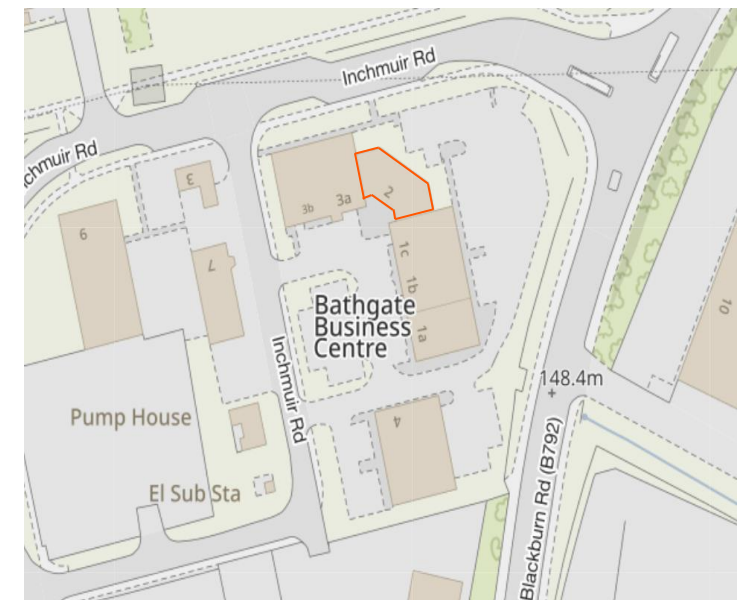 Inchmuir Rd
chmuir Rd
3
2
3b
3a
6
7
1c
1b
1a
10
Bathgate
Business
Centre
Inchmuir Rd
148.4m
Pump House
4
El Sub Sta
Blackburn Rd (B792)